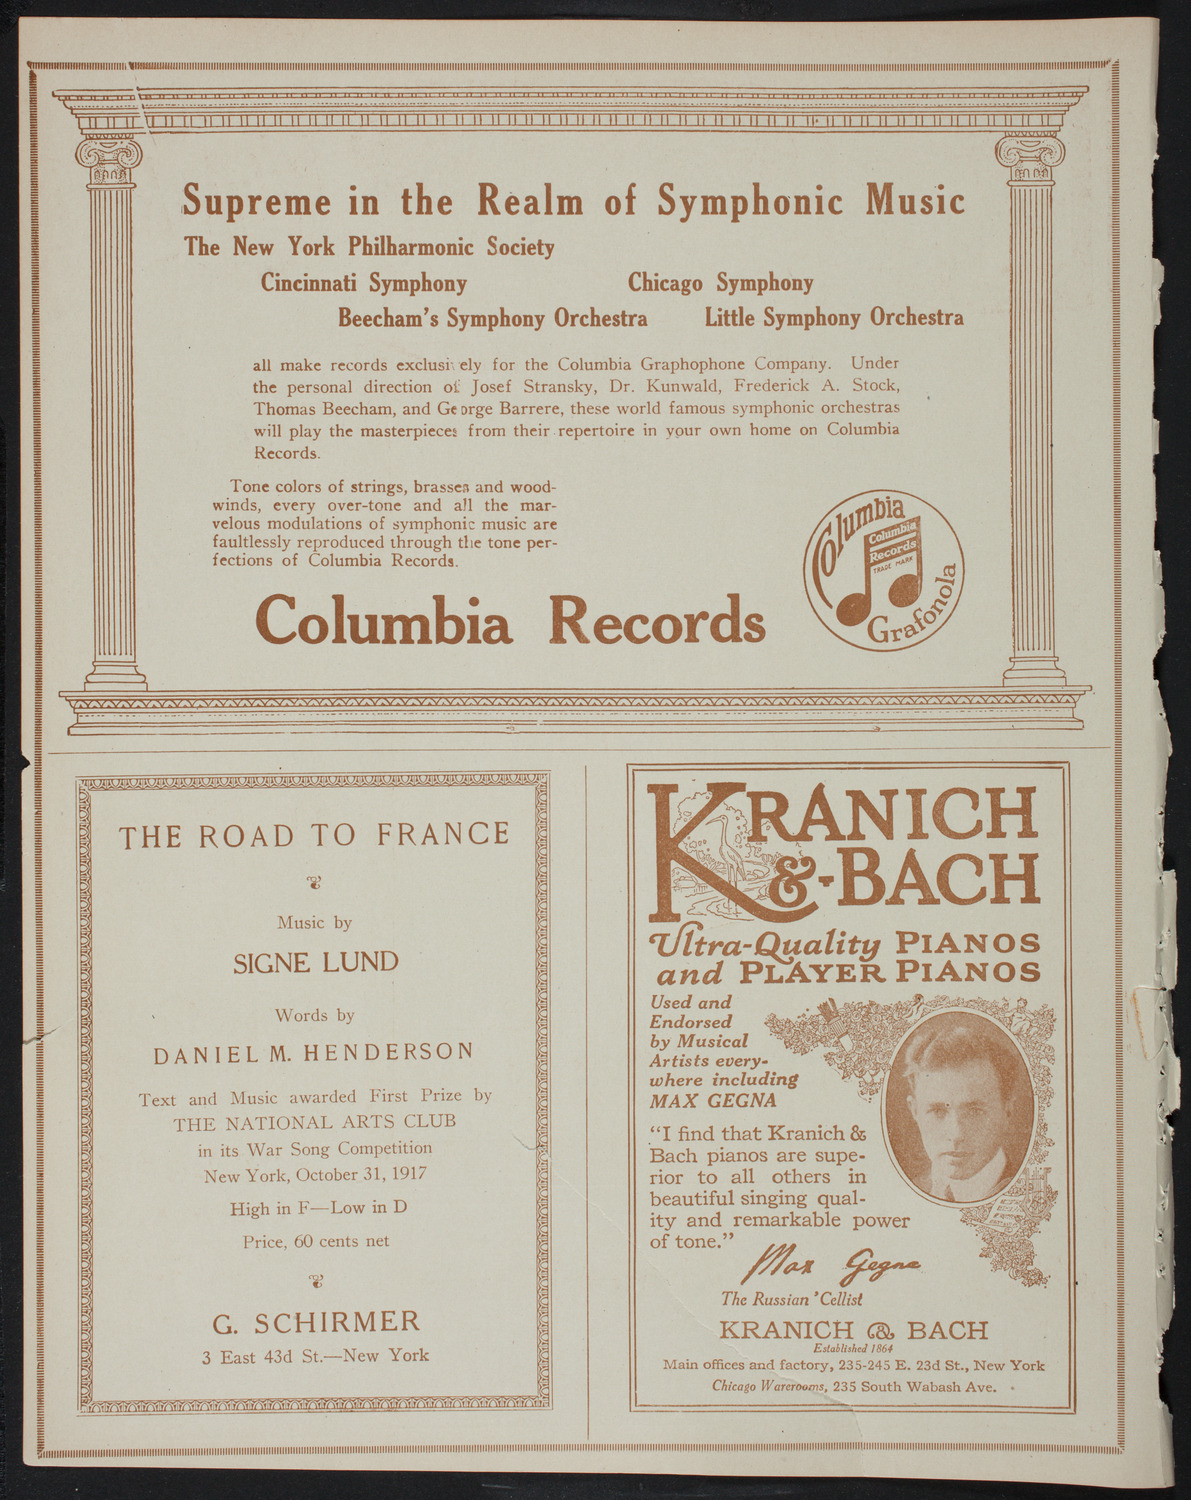 Supreme in the Realm of Symphonic Music
The New York Philharmonic Society
Cincinnati Symphony Chicago Symphony
Beecham's Symphony Orchestra Little Symphony Orchestra
all make records exclusively for the Columbia Graphophone Company. Under
the personal direction of Josef Stransky, Dr. Kunwald, Frederick A. Stock,
Thomas Beecham, and George Barrere, these world famous symphonic orchestras
will play the masterpieces from their repertoire in your own home on Columbia
Records.
Tone colors of strings, brasses and wood-
winds, every over-tone and all the mar-
velous modulations of symphonic music are
faultlessly reproduced through the tone per-
fections of Columbia Records.
Columbia Records
Columbia
Columbia
Records
TRADE MARK
Grafonola
THE ROAD TO FRANCE
Music by
SIGNE LUND
Words by
DANIEL M. HENDERSON
Text and Music awarded First Prize by
THE NATIONAL ARTS CLUB
in its War Song Competition
New York, October 31, 1917
High in F—Low in D
Price, 60 cents net
G. SCHIRMER
3 East 43d St.—New York
KRANICH
&-BACH
Ultra-Quality PIANOS
and PLAYER PIANOS
Used and
Endorsed
by Musical
Artists every-
where including
MAX GEGNA
"I find that Kranich &
Bach pianos are supe-
rior to all others in
beautiful singing qual-
ity and remarkable power
of tone."
Max Gegna
The Russian 'Cellist
KRANICH & BACH
Established 1864
Main offices and factory, 235-245 E. 23d St., New York
Chicago Warerooms, 235 South Wabash Ave.